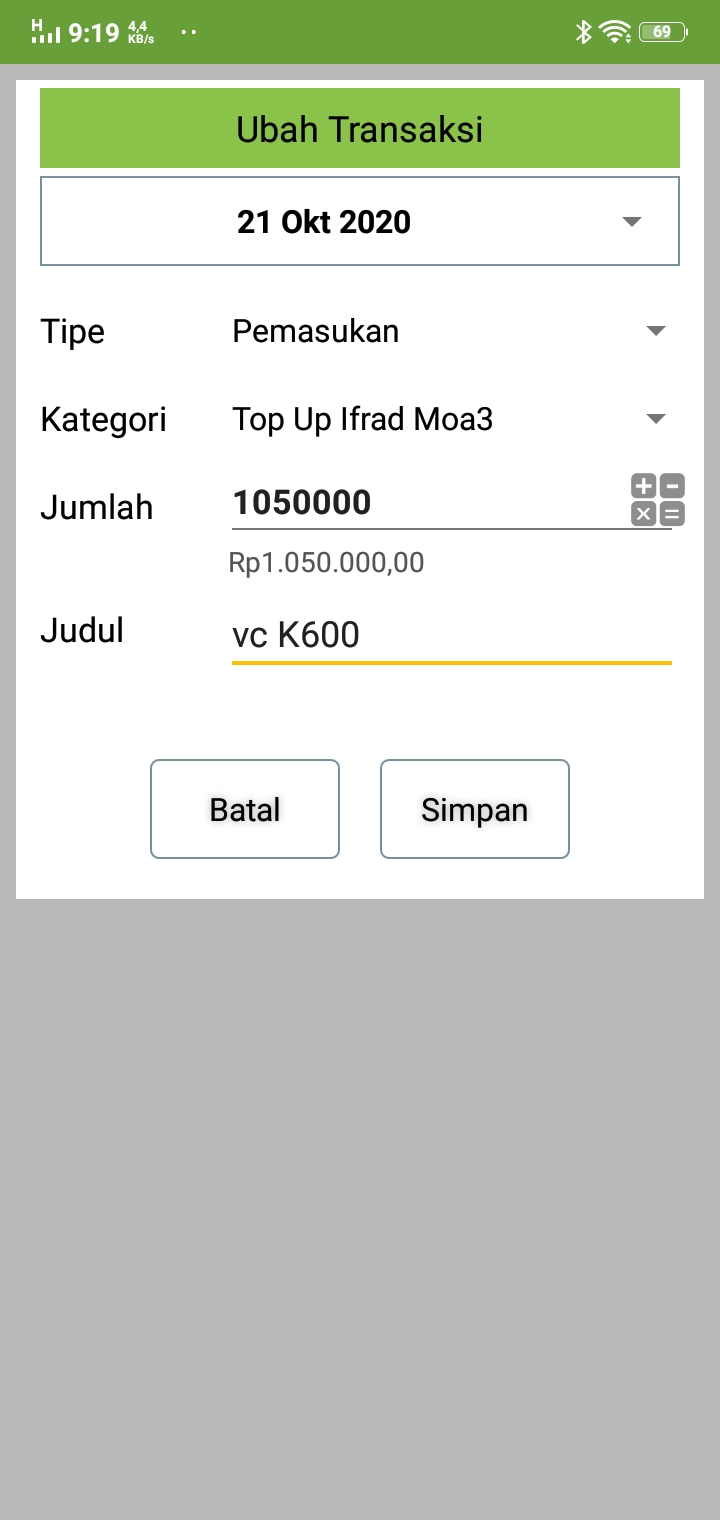 H 9:19 4,4 KB/s 69
Ubah Transaksi
21 Okt 2020
Tipe Pemasukan
Kategori Top Up Ifrad Moa3
Jumlah 1050000
Rp1.050.000,00
Judul vc K600
Batal Simpan